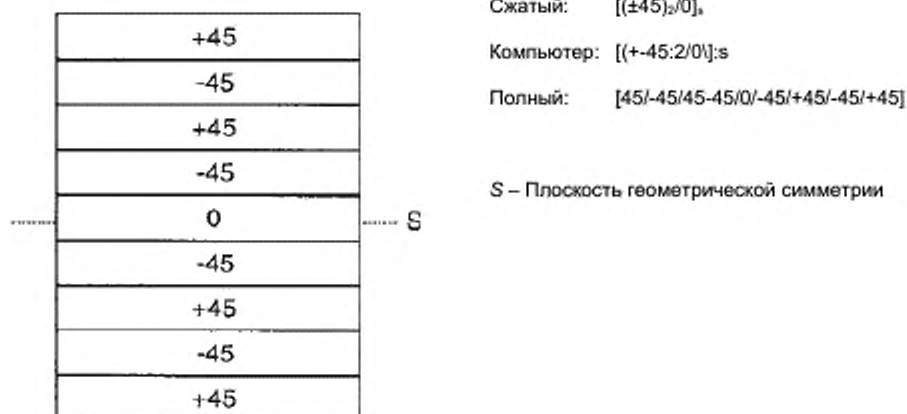 +45
-45
+45
-45
0
S
-45
+45
-45
+45
Сжатый: [(±45)₂/0]ₛ
Компьютер: [(+-45:2/0\]:s
Полный: [45/-45/45-45/0/-45/+45/-45/+45]
S – Плоскость геометрической симметрии